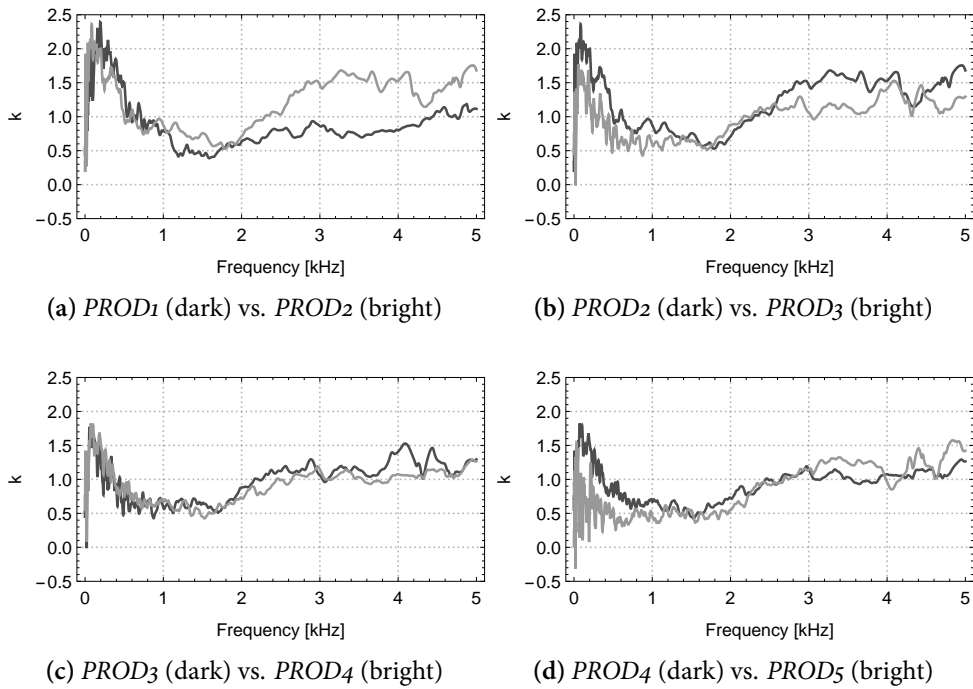 2.5
2.0
1.5
1.0
0.5
0.0
−0.5
k
0 1 2 3 4 5
Frequency [kHz]
(a) PROD1 (dark) vs. PROD2 (bright)
2.5
2.0
1.5
1.0
0.5
0.0
−0.5
k
0 1 2 3 4 5
Frequency [kHz]
(b) PROD2 (dark) vs. PROD3 (bright)
2.5
2.0
1.5
1.0
0.5
0.0
−0.5
k
0 1 2 3 4 5
Frequency [kHz]
(c) PROD3 (dark) vs. PROD4 (bright)
2.5
2.0
1.5
1.0
0.5
0.0
−0.5
k
0 1 2 3 4 5
Frequency [kHz]
(d) PROD4 (dark) vs. PROD5 (bright)